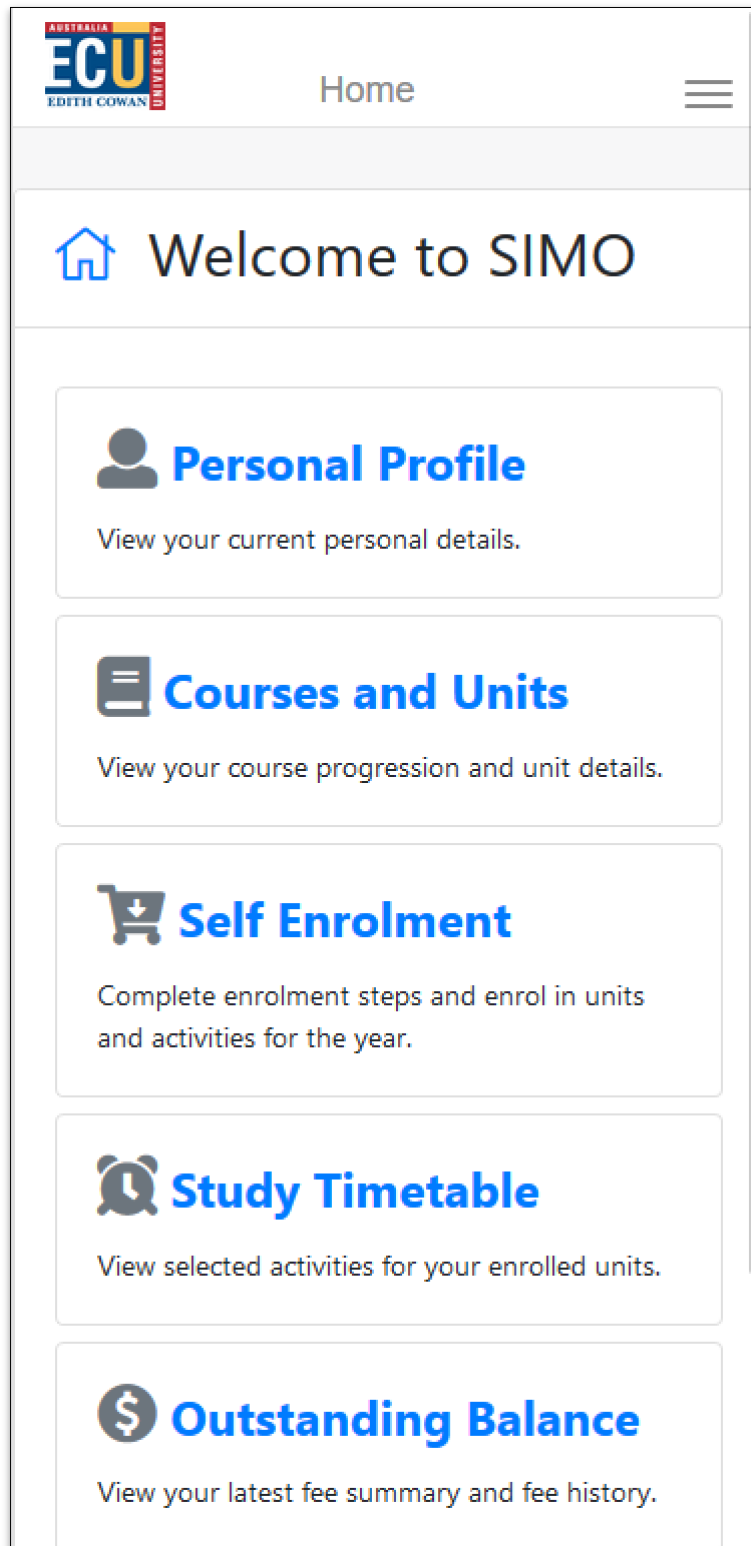 AUSTRALIA
ECU
EDITH COWAN
UNIVERSITY
Home
Welcome to SIMO
Personal Profile
View your current personal details.
Courses and Units
View your course progression and unit details.
Self Enrolment
Complete enrolment steps and enrol in units
and activities for the year.
Study Timetable
View selected activities for your enrolled units.
Outstanding Balance
View your latest fee summary and fee history.